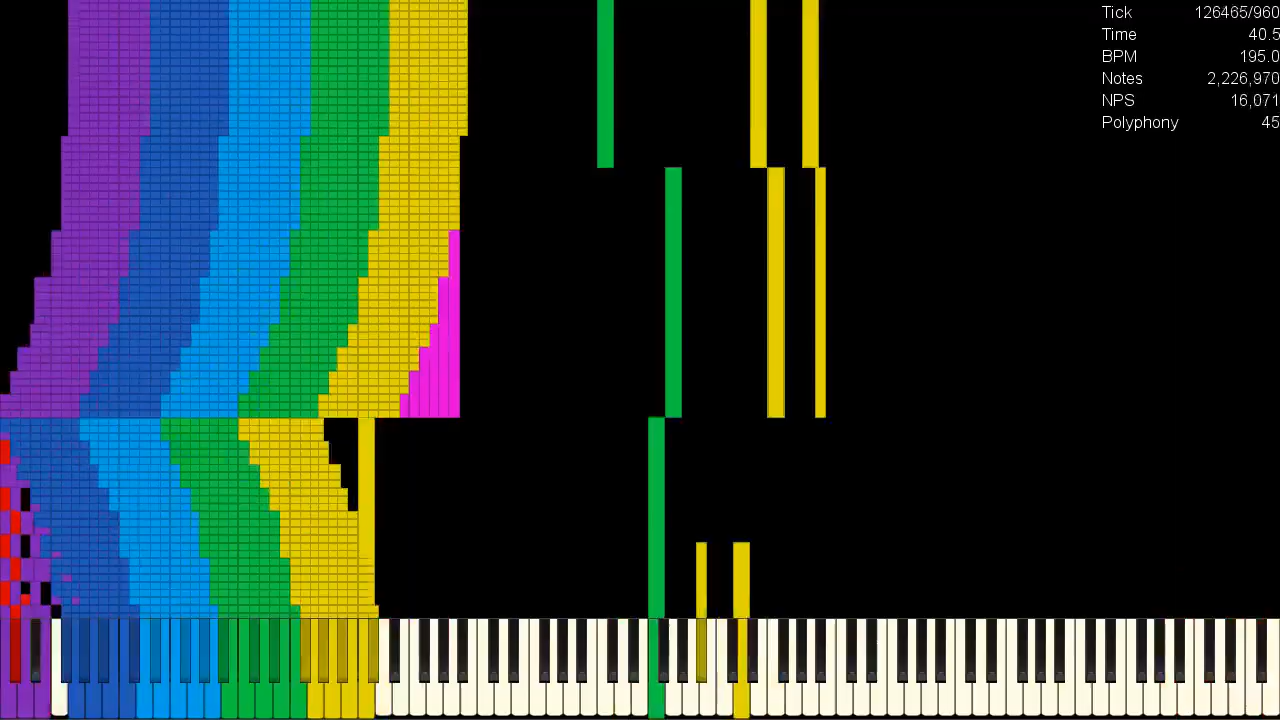 Tick 126465/960
Time 40.5
BPM 195.0
Notes 2,226,970
NPS 16,071
Polyphony 45